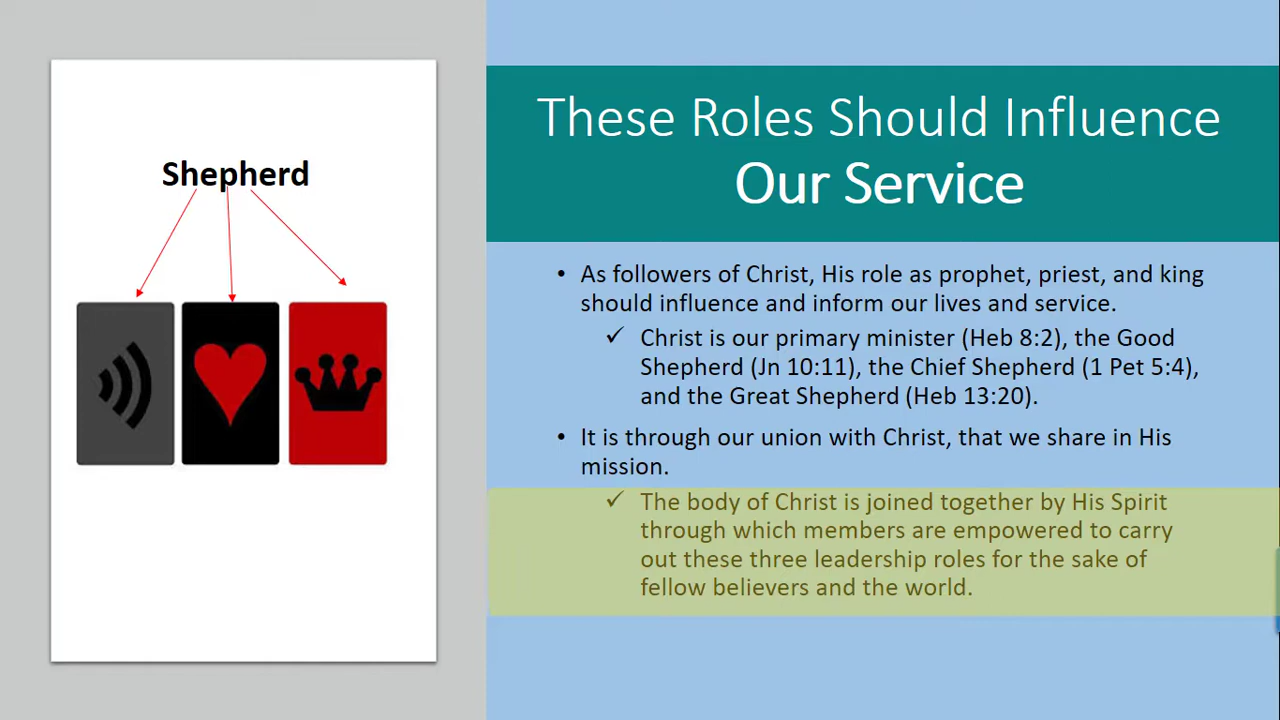 Shepherd
These Roles Should Influence
Our Service
• As followers of Christ, His role as prophet, priest, and king
should influence and inform our lives and service.
✓ Christ is our primary minister (Heb 8:2), the Good
Shepherd (Jn 10:11), the Chief Shepherd (1 Pet 5:4),
and the Great Shepherd (Heb 13:20).
• It is through our union with Christ, that we share in His
mission.
✓ The body of Christ is joined together by His Spirit
through which members are empowered to carry
out these three leadership roles for the sake of
fellow believers and the world.